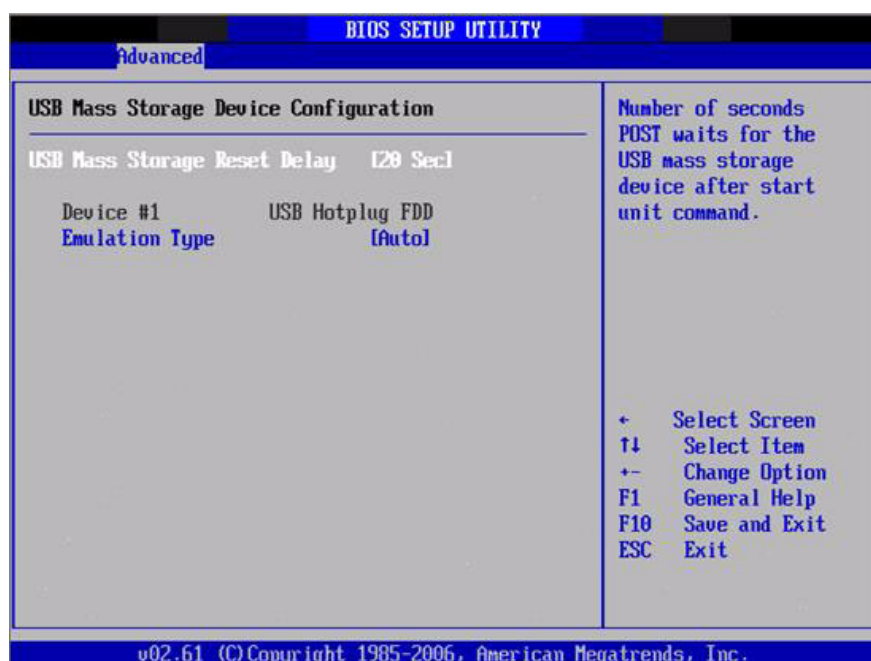 BIOS SETUP UTILITY
Advanced
USB Mass Storage Device Configuration
USB Mass Storage Reset Delay [20 Sec]
Device #1 USB Hotplug FDD
Emulation Type [Auto]
Number of seconds
POST waits for the
USB mass storage
device after start
unit command.
← Select Screen
↑↓ Select Item
+- Change Option
F1 General Help
F10 Save and Exit
ESC Exit
v02.61 (C)Copyright 1985-2006, American Megatrends, Inc.